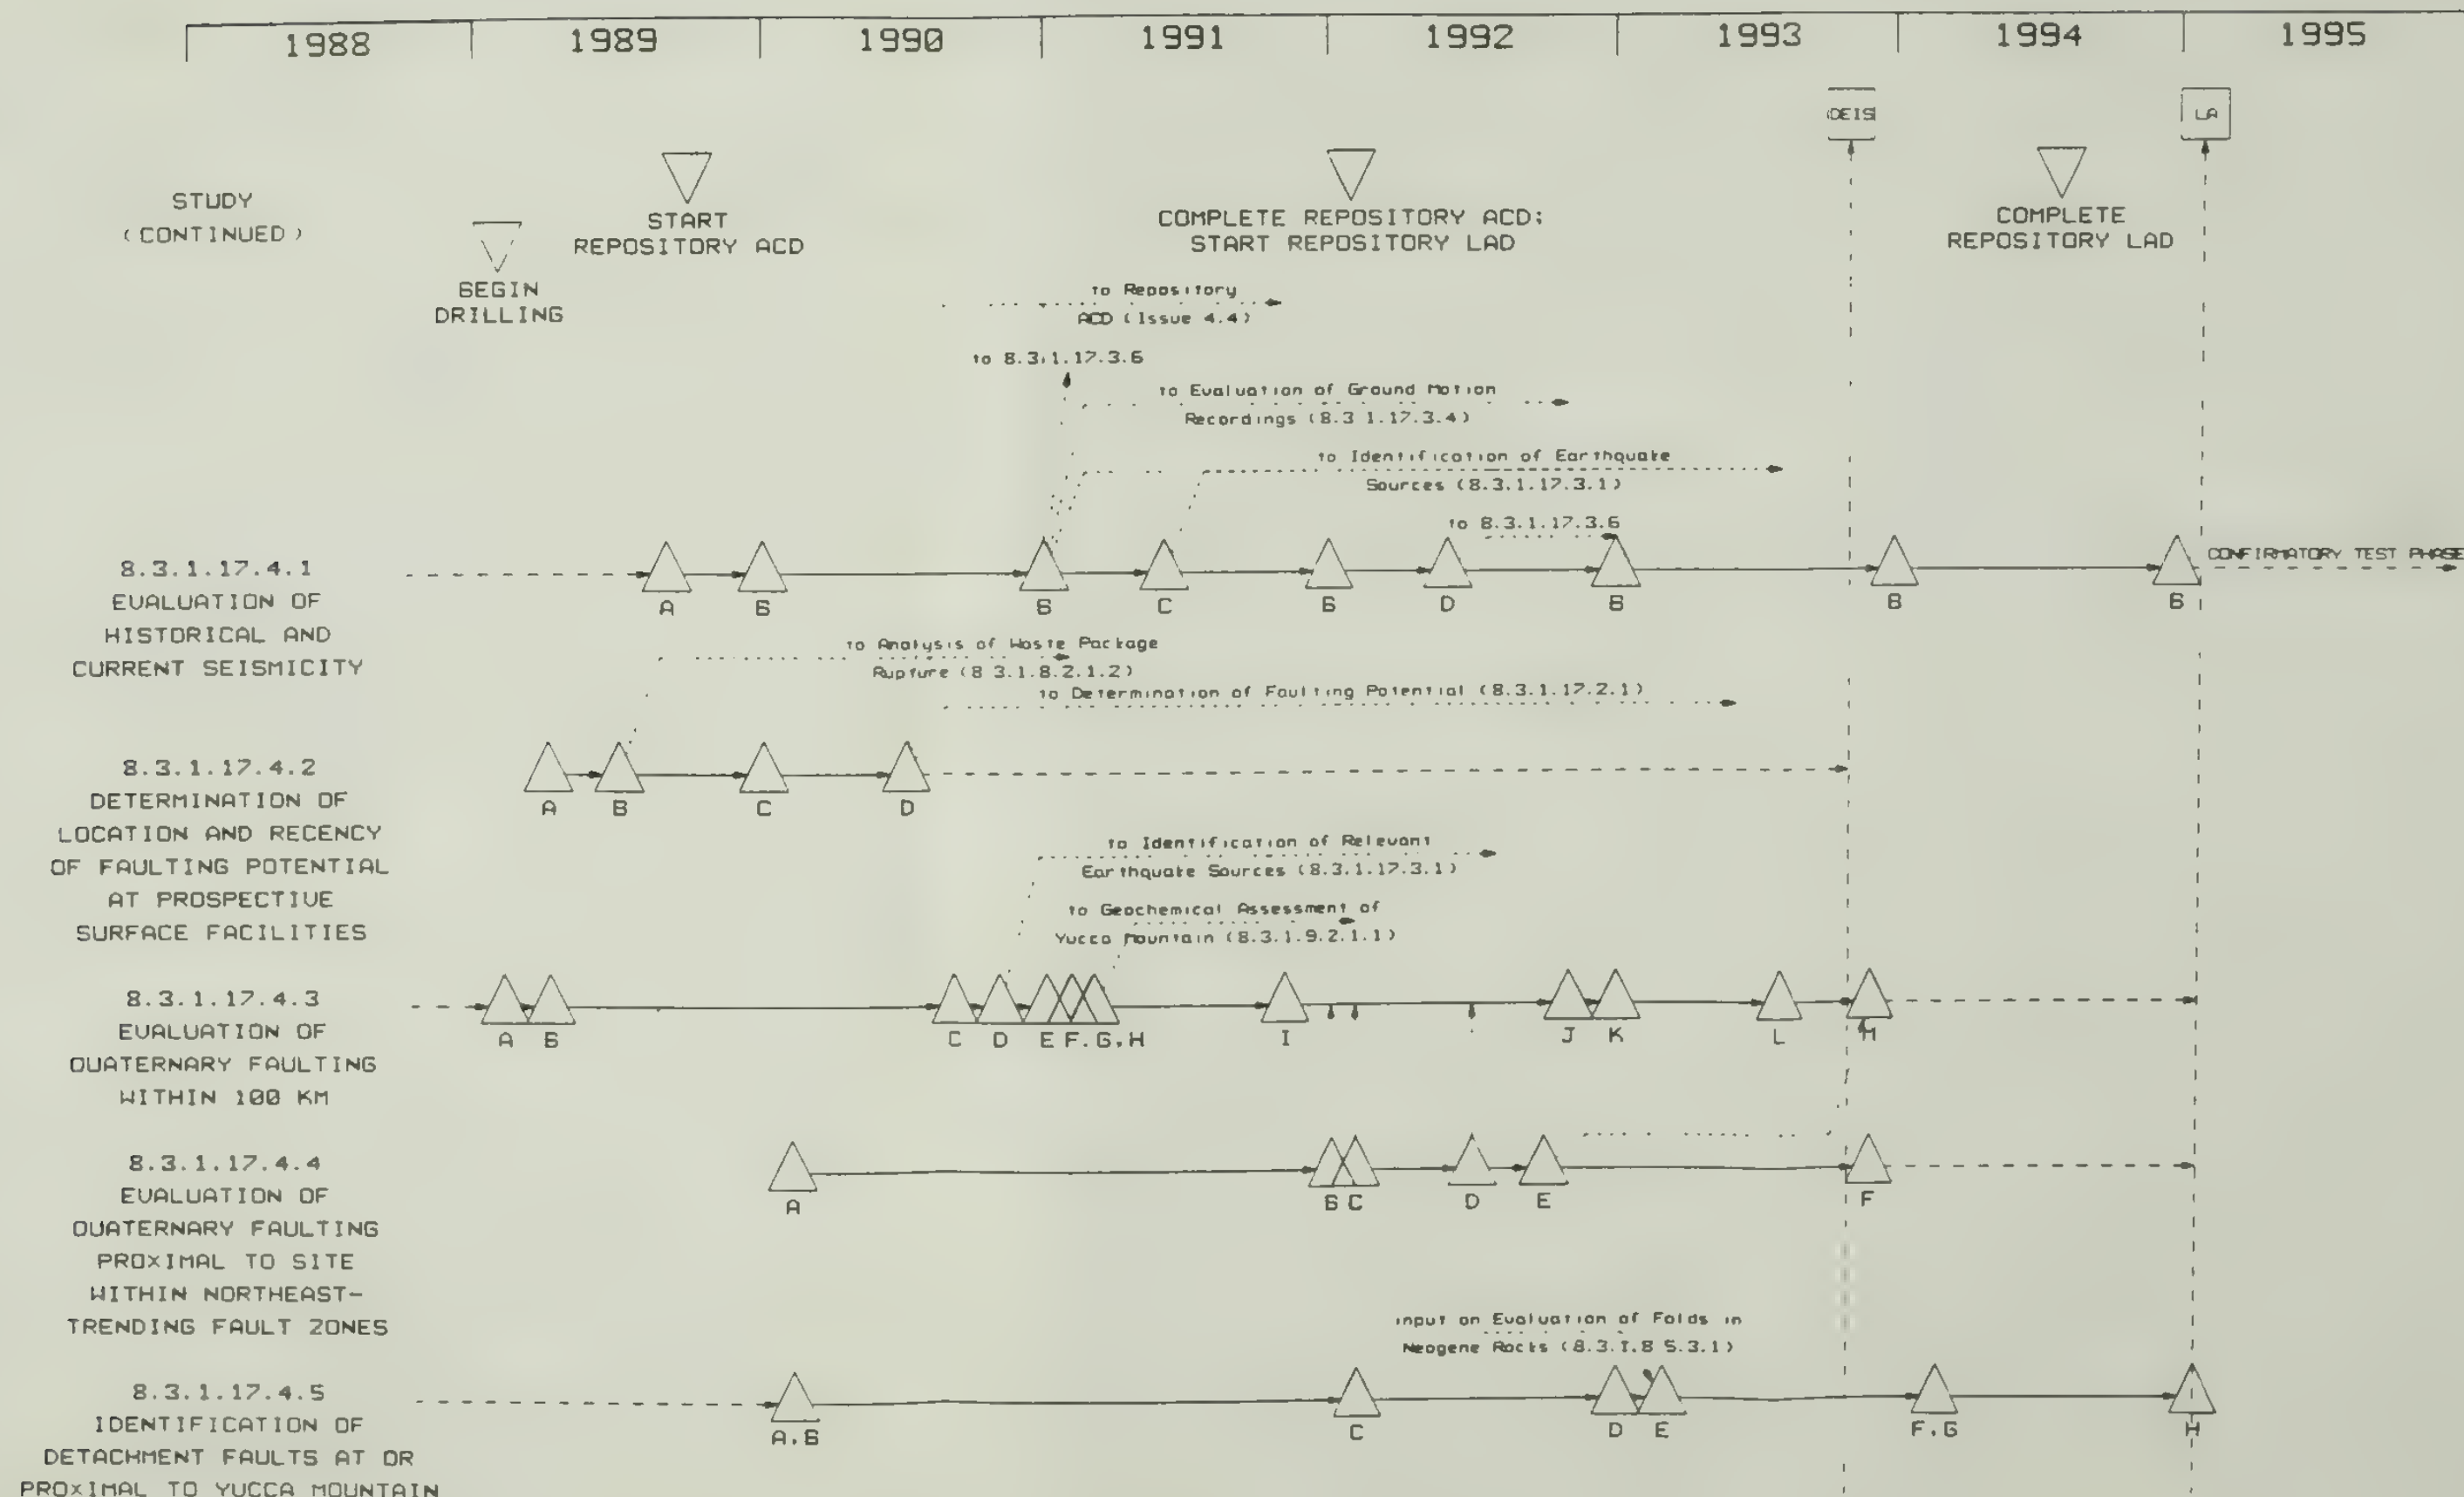 1988 1989 1990 1991 1992 1993 1994 1995
DEIS LA
STUDY
(CONTINUED)
BEGIN
DRILLING
START
REPOSITORY ACD
COMPLETE REPOSITORY ACD;
START REPOSITORY LAD
COMPLETE
REPOSITORY LAD
to Repository
ACD (Issue 4.4)
to 8.3.1.17.3.6
to Evaluation of Ground Motion
Recordings (8.3 1.17.3.4)
to Identification of Earthquake
Sources (8.3.1.17.3.1)
to 8.3.1.17.3.6
CONFIRMATORY TEST PHASE
8.3.1.17.4.1
EVALUATION OF
HISTORICAL AND
CURRENT SEISMICITY
A B B C B D B B B
to Analysis of Waste Package
Rupture (8 3.1.8.2.1.2)
to Determination of Faulting Potential (8.3.1.17.2.1)
8.3.1.17.4.2
DETERMINATION OF
LOCATION AND RECENCY
OF FAULTING POTENTIAL
AT PROSPECTIVE
SURFACE FACILITIES
A B C D
to Identification of Relevant
Earthquake Sources (8.3.1.17.3.1)
to Geochemical Assessment of
Yucca Mountain (8.3.1.9.2.1.1)
8.3.1.17.4.3
EVALUATION OF
QUATERNARY FAULTING
WITHIN 100 KM
A B C D E F.G,H I J K L M
8.3.1.17.4.4
EVALUATION OF
QUATERNARY FAULTING
PROXIMAL TO SITE
WITHIN NORTHEAST-
TRENDING FAULT ZONES
A B C D E F
input on Evaluation of Folds in
Neogene Rocks (8.3.1.8 5.3.1)
8.3.1.17.4.5
IDENTIFICATION OF
DETACHMENT FAULTS AT OR
PROXIMAL TO YUCCA MOUNTAIN
A,B C D E F,G H